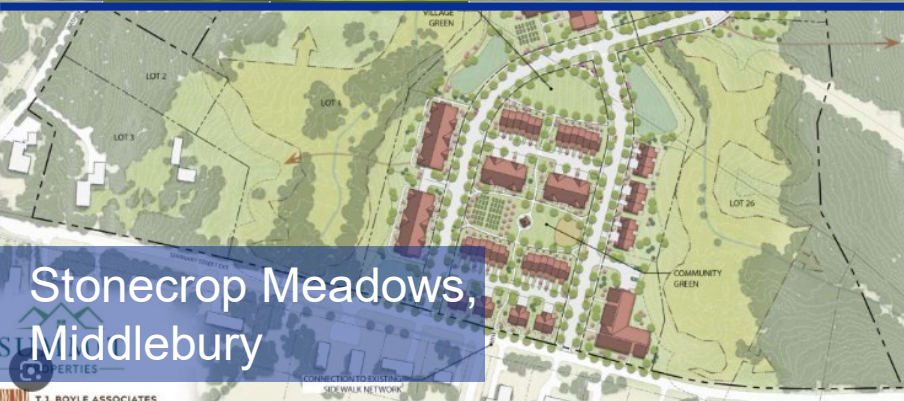 VILLAGE
GREEN
LOT 2
LOT 1
LOT 3
LOT 26
COMMUNITY
GREEN
Stonecrop Meadows,
Middlebury
PROPERTIES
CONNECTION TO EXISTING
SIDEWALK NETWORK
T.J. BOYLE ASSOCIATES